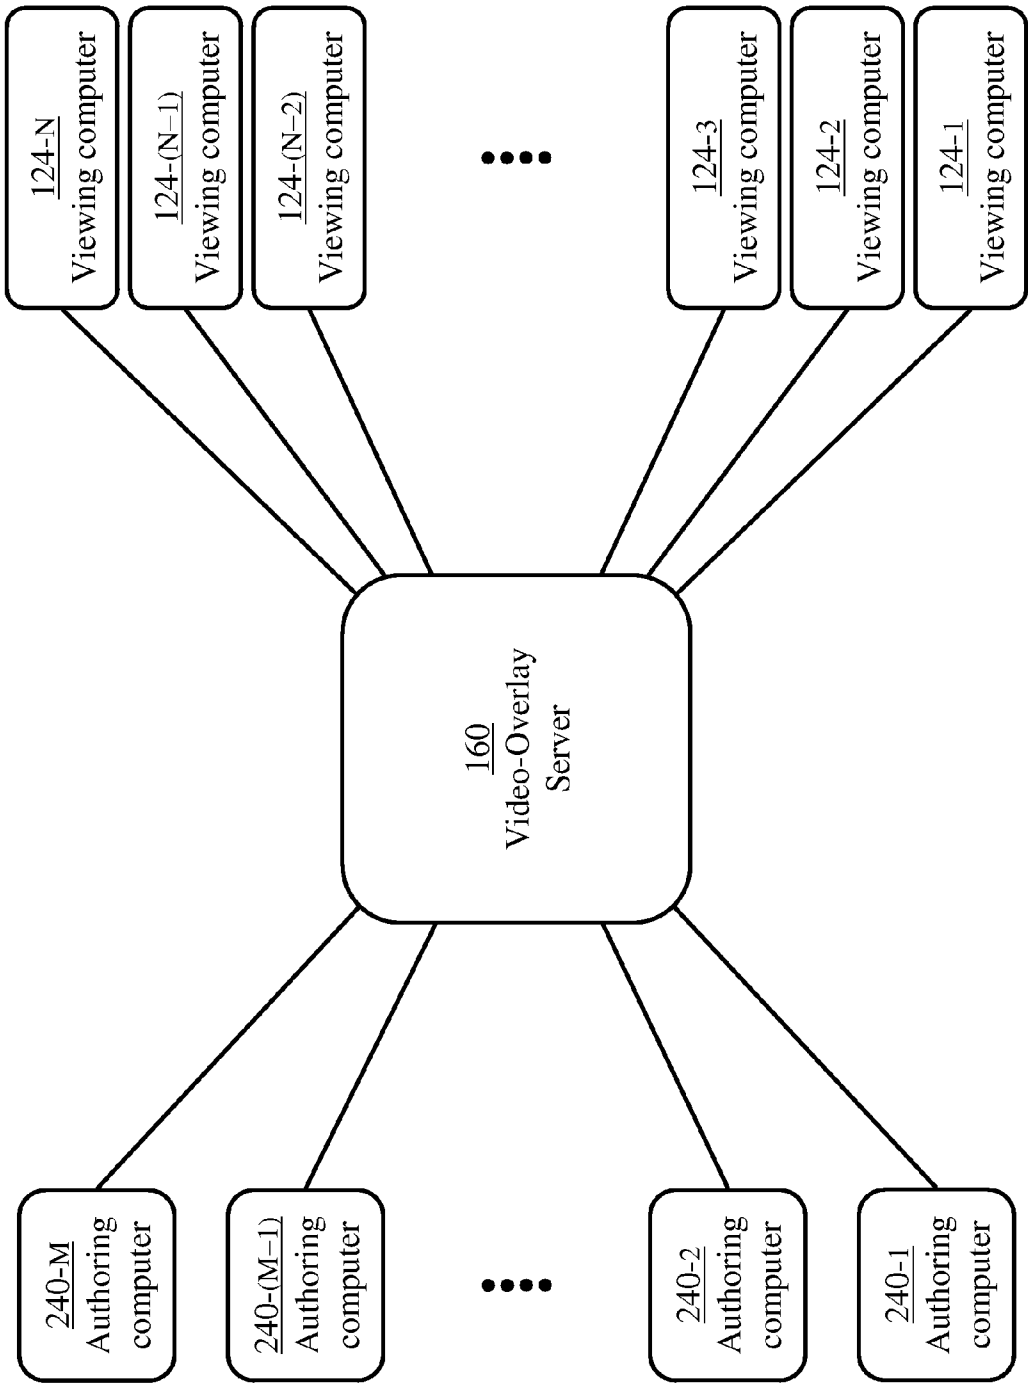 240-M
Authoring
computer
240-(M−1)
Authoring
computer
240-2
Authoring
computer
240-1
Authoring
computer
160
Video-Overlay
Server
124-N
Viewing computer
124-(N−1)
Viewing computer
124-(N−2)
Viewing computer
124-3
Viewing computer
124-2
Viewing computer
124-1
Viewing computer